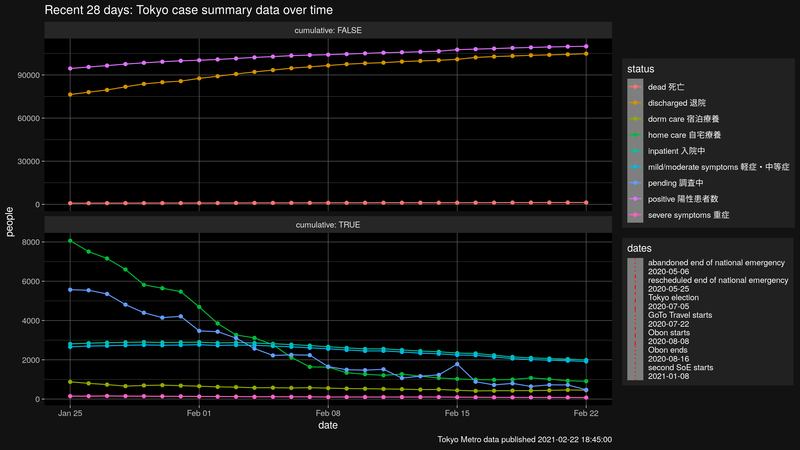 Recent 28 days: Tokyo case summary data over time
cumulative: FALSE
90000
60000
30000
0
cumulative: TRUE
8000
6000
4000
2000
0
people
Jan 25
Feb 01
Feb 08
Feb 15
Feb 22
date
Tokyo Metro data published 2021-02-22 18:45:00
status
dead 死亡
discharged 退院
dorm care 宿泊療養
home care 自宅療養
inpatient 入院中
mild/moderate symptoms 軽症・中等症
pending 調査中
positive 陽性患者数
severe symptoms 重症
dates
abandoned end of national emergency
2020-05-06
rescheduled end of national emergency
2020-05-25
Tokyo election
2020-07-05
GoTo Travel starts
2020-07-22
Obon starts
2020-08-08
Obon ends
2020-08-16
second SoE starts
2021-01-08